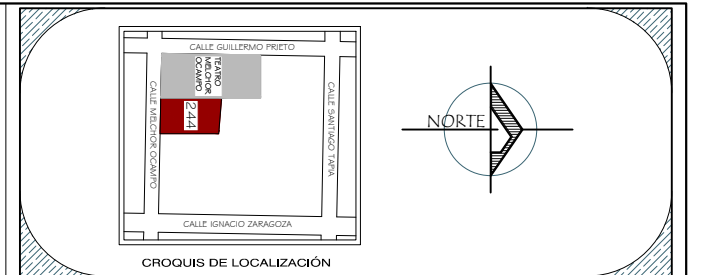 CALLE GUILLERMO PRIETO
TEATRO
MELCHOR
OCAMPO
244
CALLE MELCHOR OCAMPO
CALLE SANTIAGO TAPIA
CALLE IGNACIO ZARAGOZA
CROQUIS DE LOCALIZACIÓN
NORTE